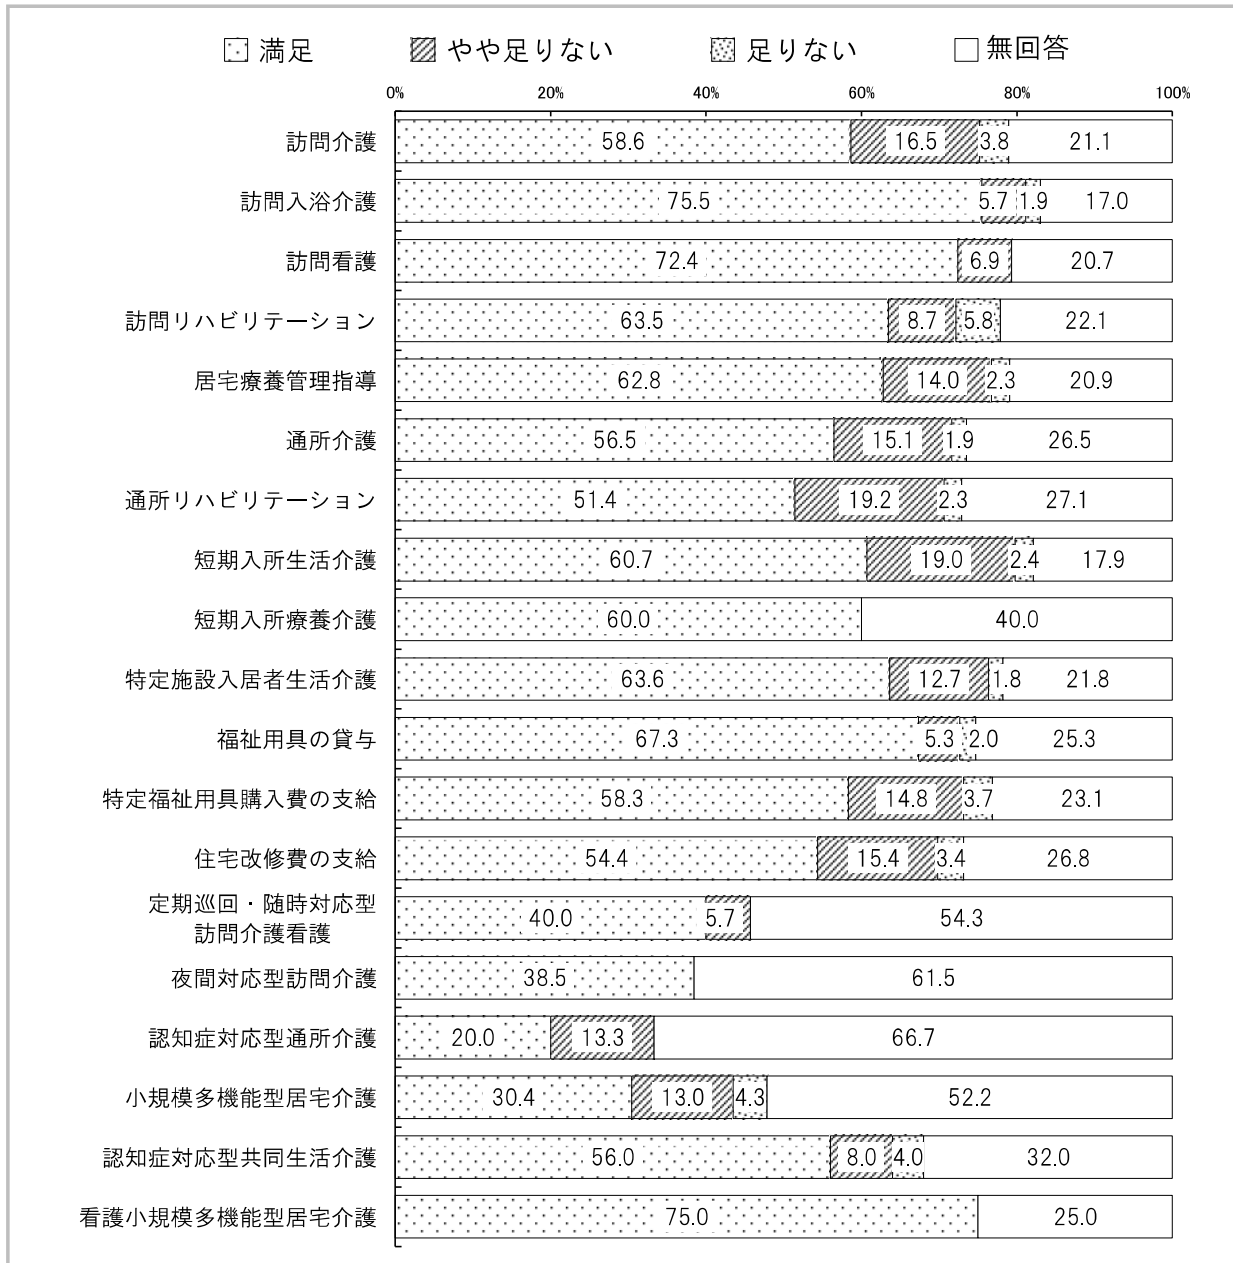 満足 やや足りない 足りない 無回答
0% 20% 40% 60% 80% 100%
訪問介護 58.6 16.5 3.8 21.1
訪問入浴介護 75.5 5.7 1.9 17.0
訪問看護 72.4 6.9 20.7
訪問リハビリテーション 63.5 8.7 5.8 22.1
居宅療養管理指導 62.8 14.0 2.3 20.9
通所介護 56.5 15.1 1.9 26.5
通所リハビリテーション 51.4 19.2 2.3 27.1
短期入所生活介護 60.7 19.0 2.4 17.9
短期入所療養介護 60.0 40.0
特定施設入居者生活介護 63.6 12.7 1.8 21.8
福祉用具の貸与 67.3 5.3 2.0 25.3
特定福祉用具購入費の支給 58.3 14.8 3.7 23.1
住宅改修費の支給 54.4 15.4 3.4 26.8
定期巡回・随時対応型
訪問介護看護 40.0 5.7 54.3
夜間対応型訪問介護 38.5 61.5
認知症対応型通所介護 20.0 13.3 66.7
小規模多機能型居宅介護 30.4 13.0 4.3 52.2
認知症対応型共同生活介護 56.0 8.0 4.0 32.0
看護小規模多機能型居宅介護 75.0 25.0